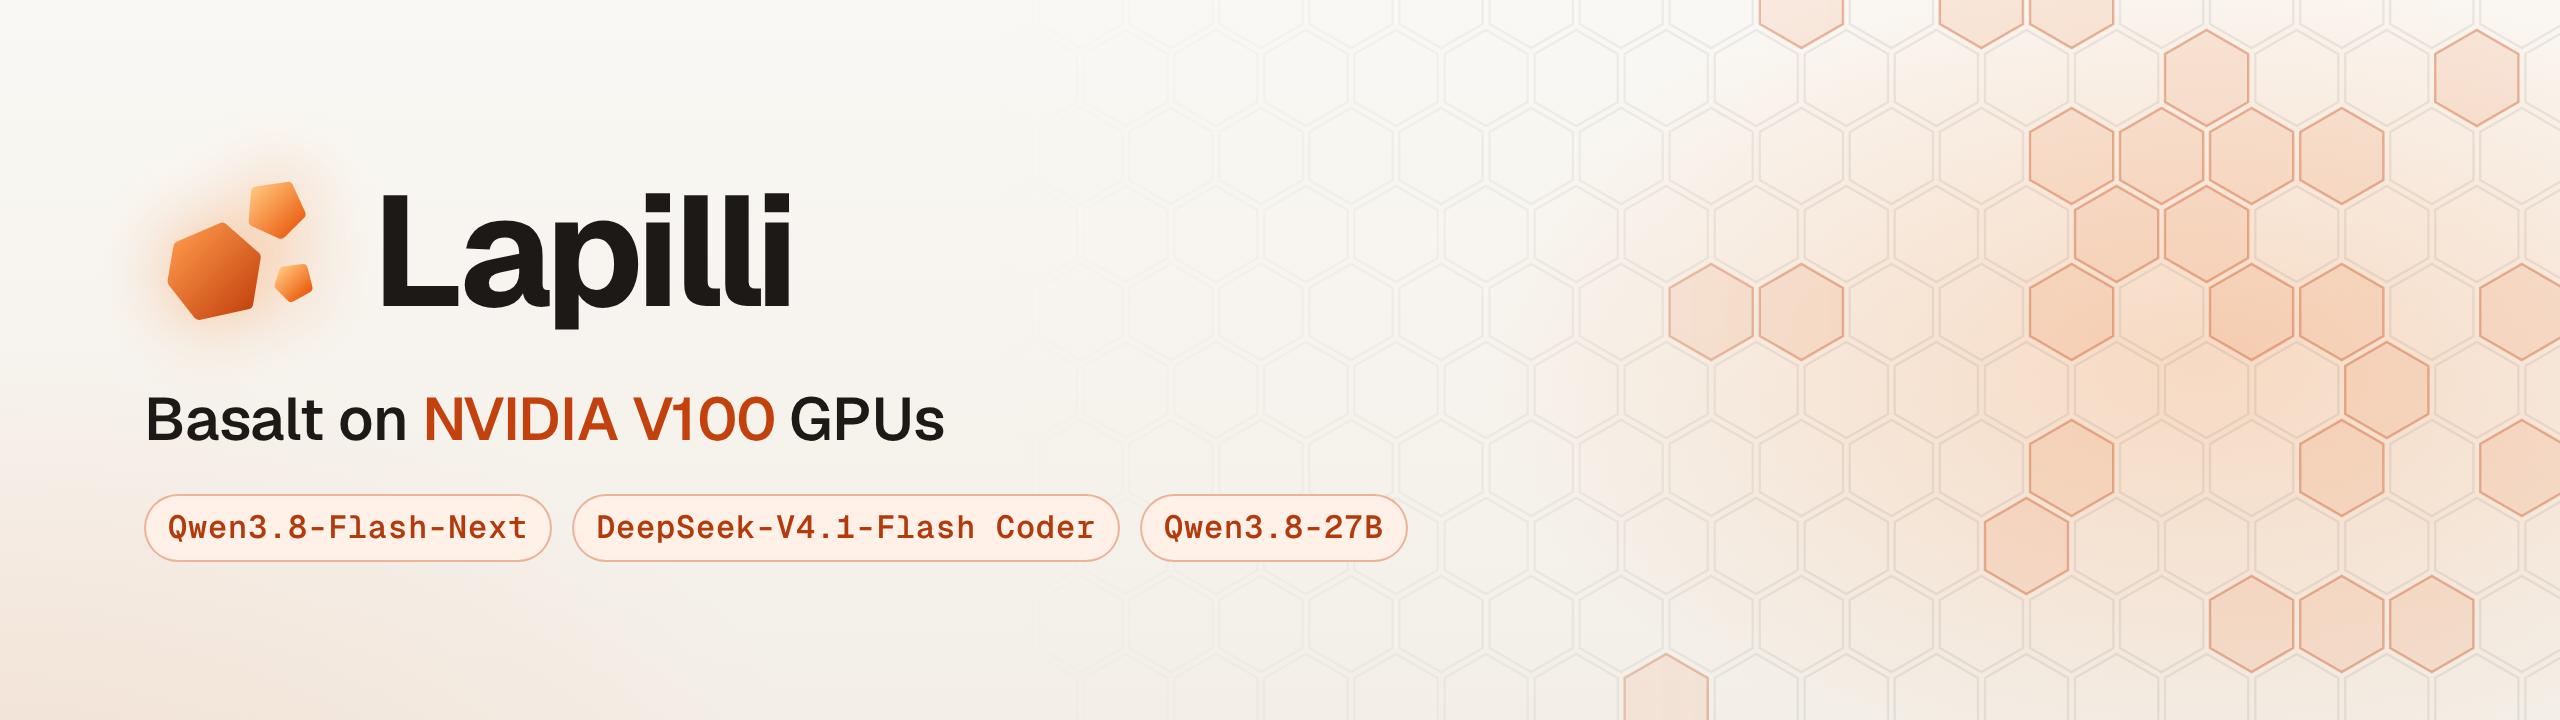 Lapilli
Basalt on NVIDIA V100 GPUs
Qwen3.8-Flash-Next DeepSeek-V4.1-Flash Coder Qwen3.8-27B